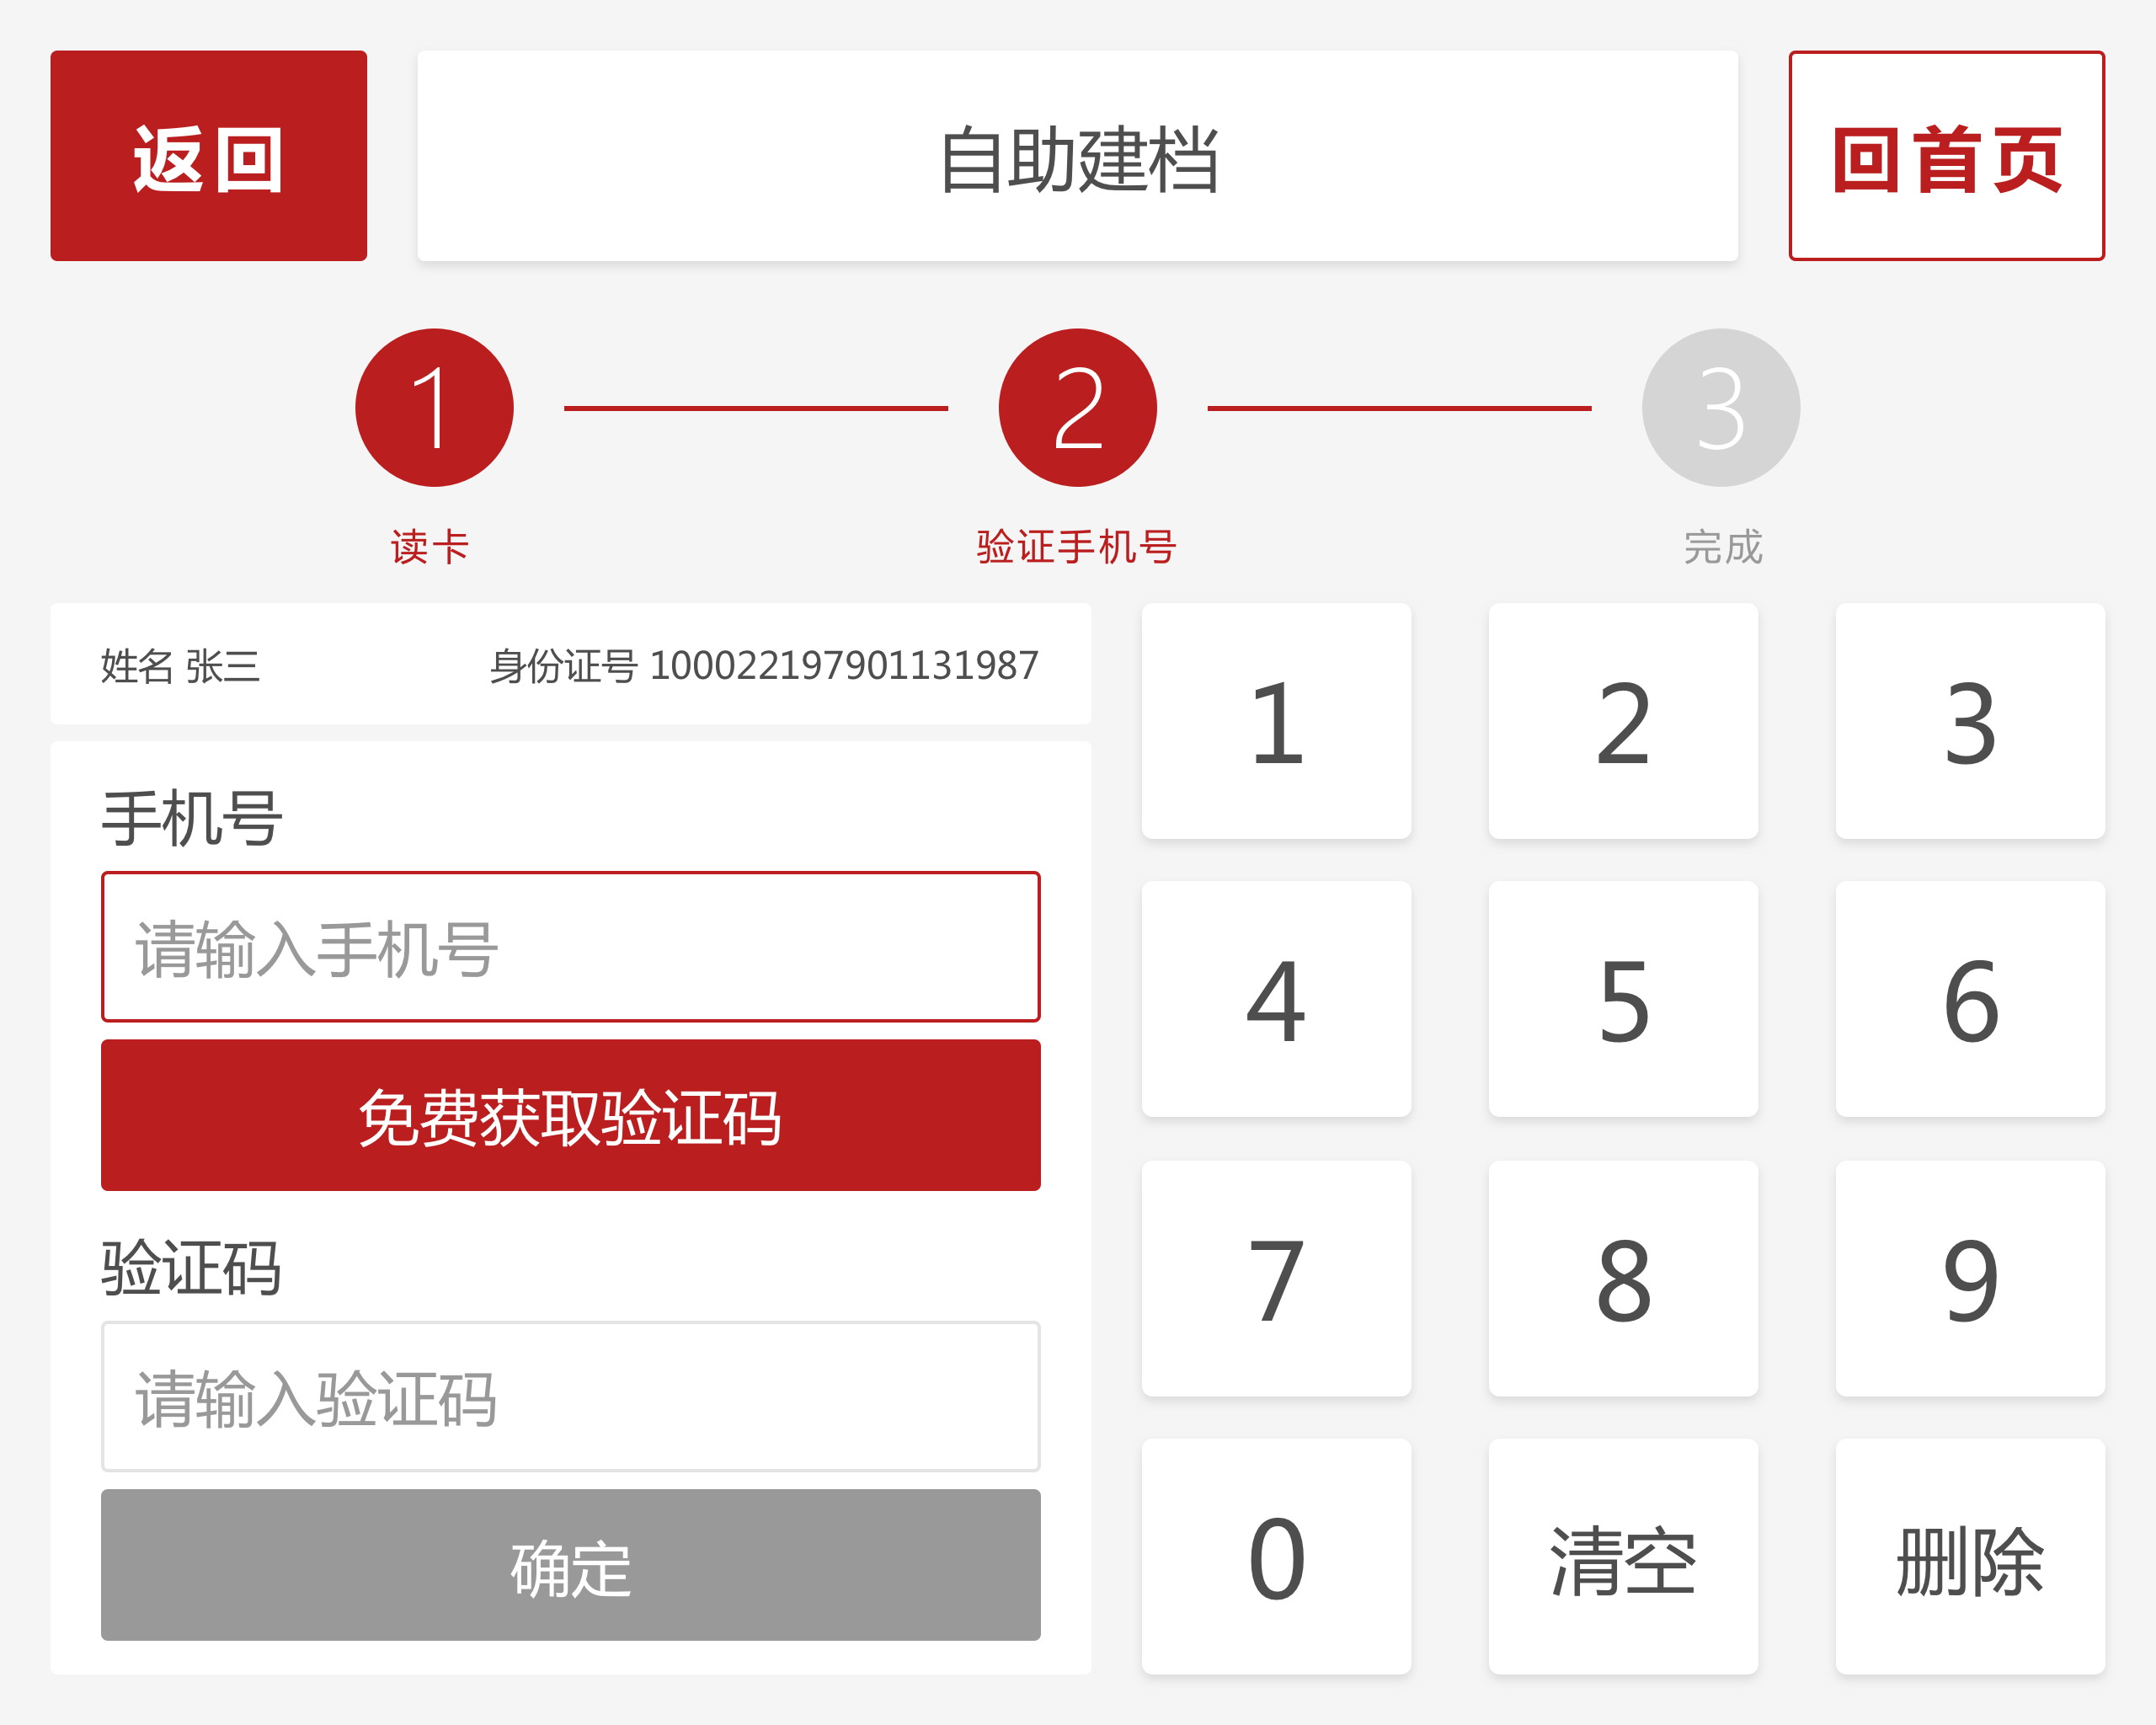 返回
自助建档
回首页
1
2
3
读卡
验证手机号
完成
姓名 张三
身份证号 100022197901131987
手机号
请输入手机号
免费获取验证码
验证码
请输入验证码
确定
1 2 3
4 5 6
7 8 9
0 清空 删除